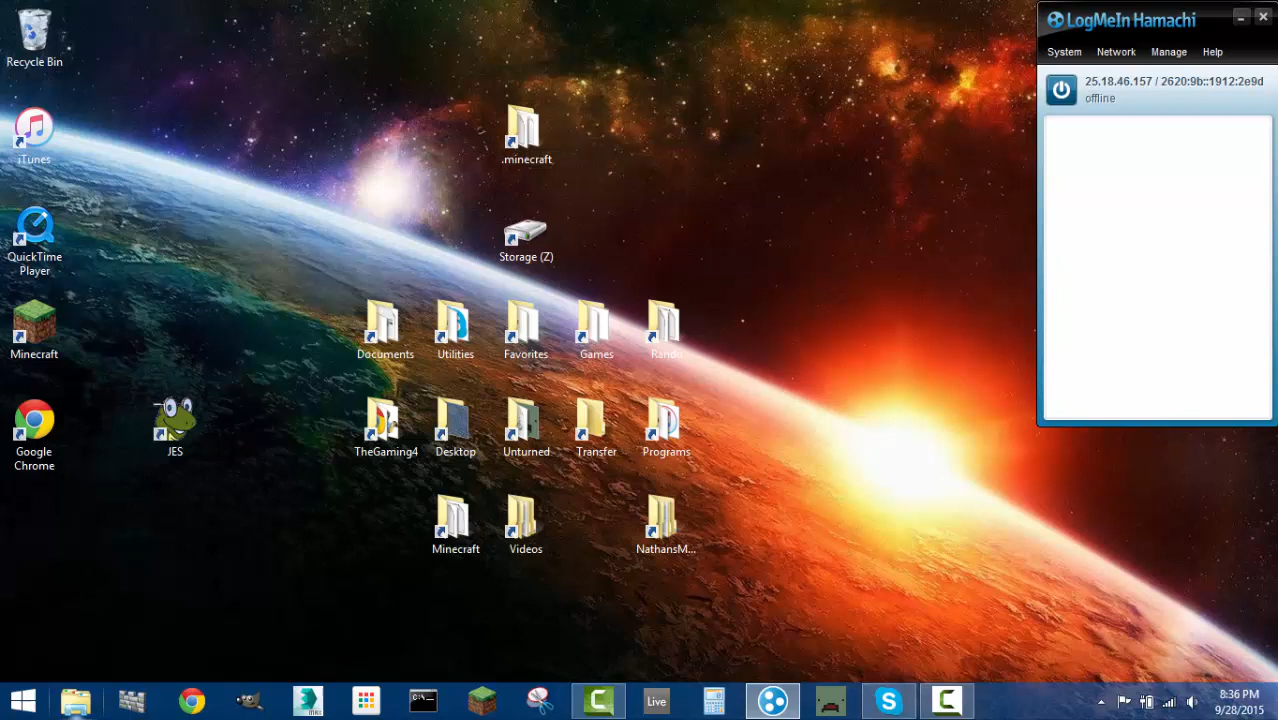 Recycle Bin
iTunes
QuickTime
Player
Minecraft
Google
Chrome
JES
.minecraft
Storage (Z)
Documents
Utilities
Favorites
Games
Rando
TheGaming4
Desktop
Unturned
Transfer
Programs
Minecraft
Videos
NathansM...
LogMeIn Hamachi
System Network Manage Help
25.18.46.157 / 2620:9b::1912:2e9d
offline
C:\_
Live
8:36 PM
9/28/2015